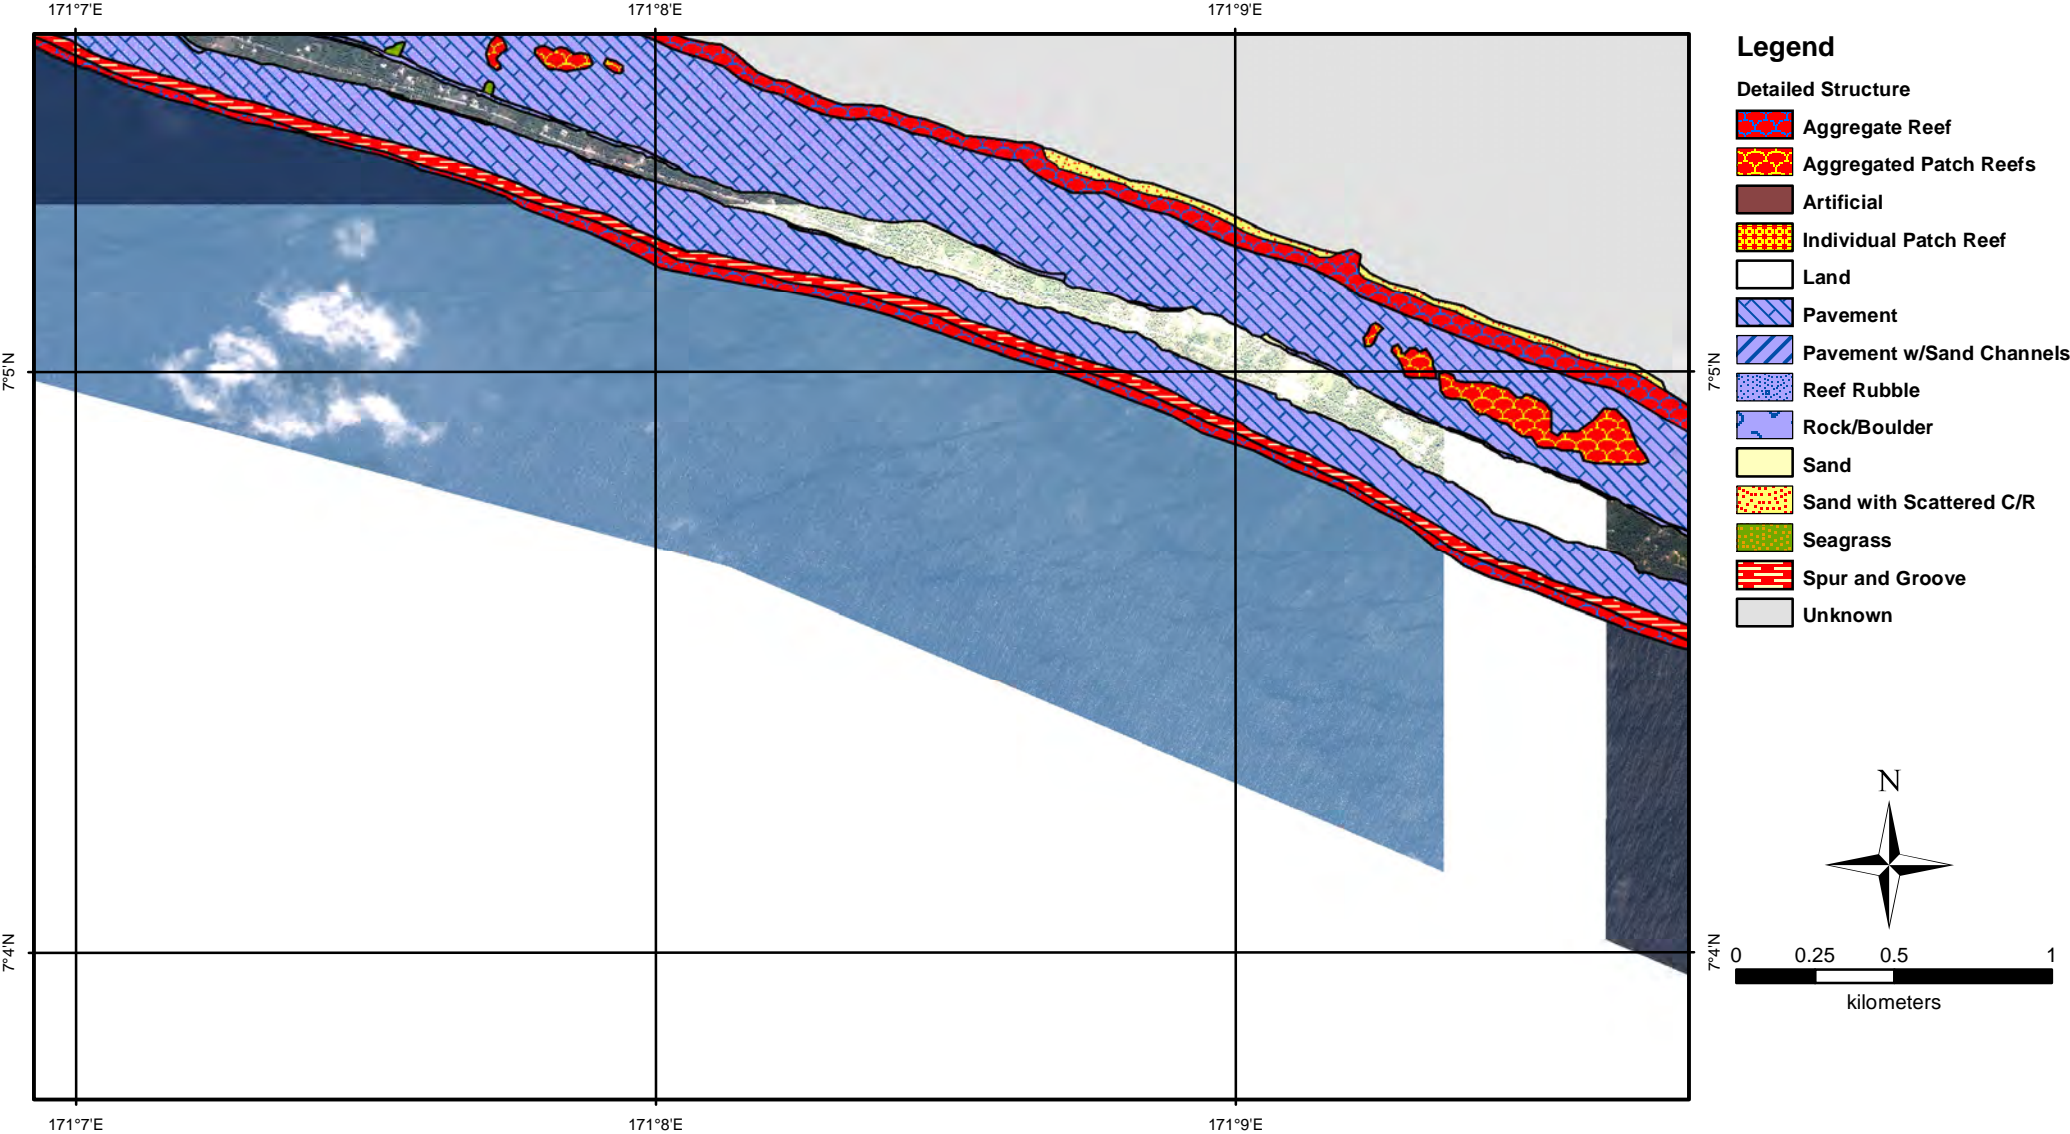 171°7'E 171°8'E 171°9'E
Legend
Detailed Structure
Aggregate Reef
Aggregated Patch Reefs
Artificial
Individual Patch Reef
Land
Pavement
Pavement w/Sand Channels
Reef Rubble
Rock/Boulder
Sand
Sand with Scattered C/R
Seagrass
Spur and Groove
Unknown
7°5'N 7°5'N
N
7°4'N 7°4'N
0 0.25 0.5 1
kilometers
171°7'E 171°8'E 171°9'E